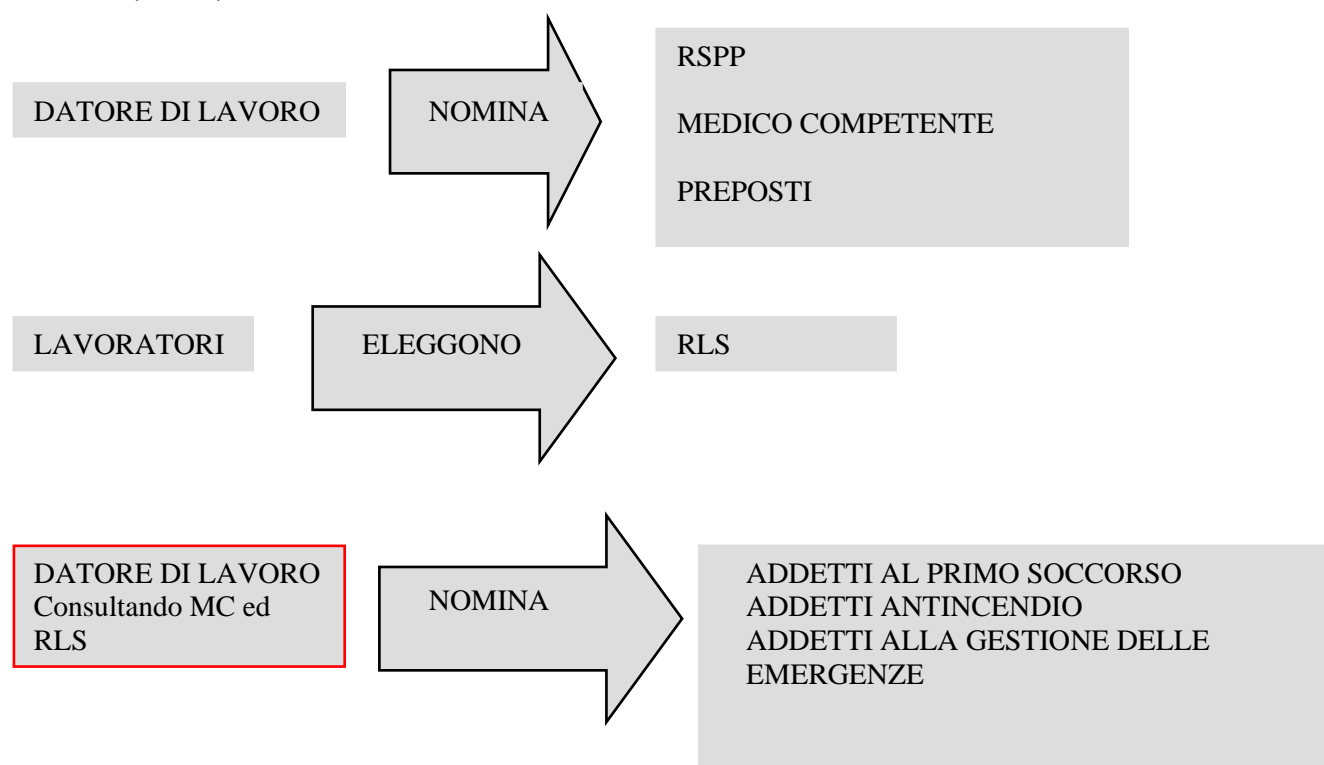 DATORE DI LAVORO
NOMINA
RSPP
MEDICO COMPETENTE
PREPOSTI
LAVORATORI
ELEGGONO
RLS
DATORE DI LAVORO
Consultando MC ed
RLS
NOMINA
ADDETTI AL PRIMO SOCCORSO
ADDETTI ANTINCENDIO
ADDETTI ALLA GESTIONE DELLE
EMERGENZE